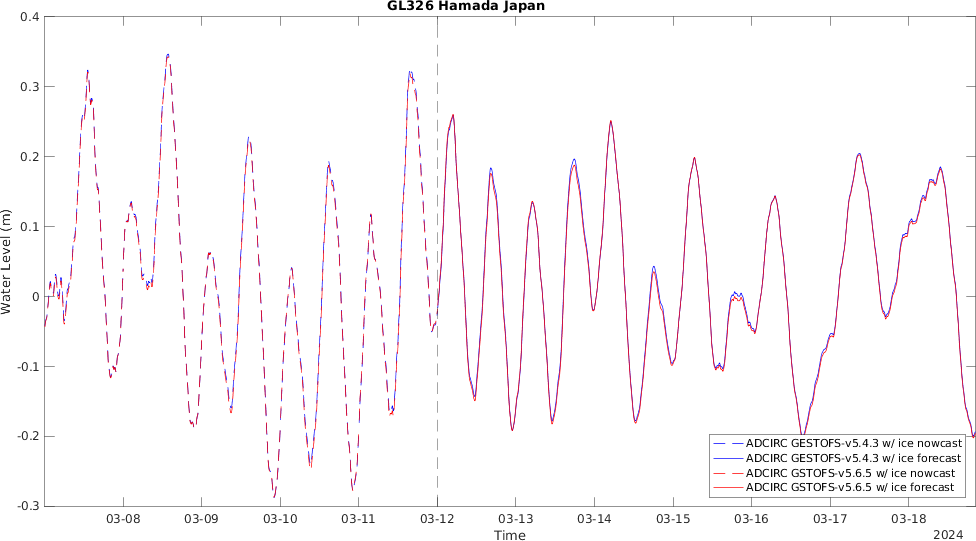 GL326 Hamada Japan
Water Level (m)
0.4
0.3
0.2
0.1
0
-0.1
-0.2
-0.3
ADCIRC GESTOFS-v5.4.3 w/ ice nowcast
ADCIRC GESTOFS-v5.4.3 w/ ice forecast
ADCIRC GSTOFS-v5.6.5 w/ ice nowcast
ADCIRC GSTOFS-v5.6.5 w/ ice forecast
03-08 03-09 03-10 03-11 03-12 03-13 03-14 03-15 03-16 03-17 03-18
Time
2024